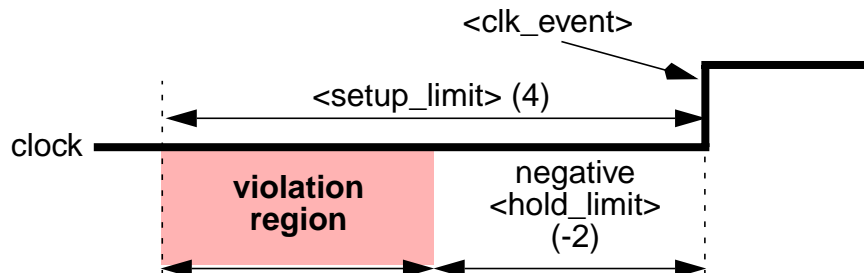 <clk_event>
<setup_limit> (4)
clock
violation
region
negative
<hold_limit>
(-2)